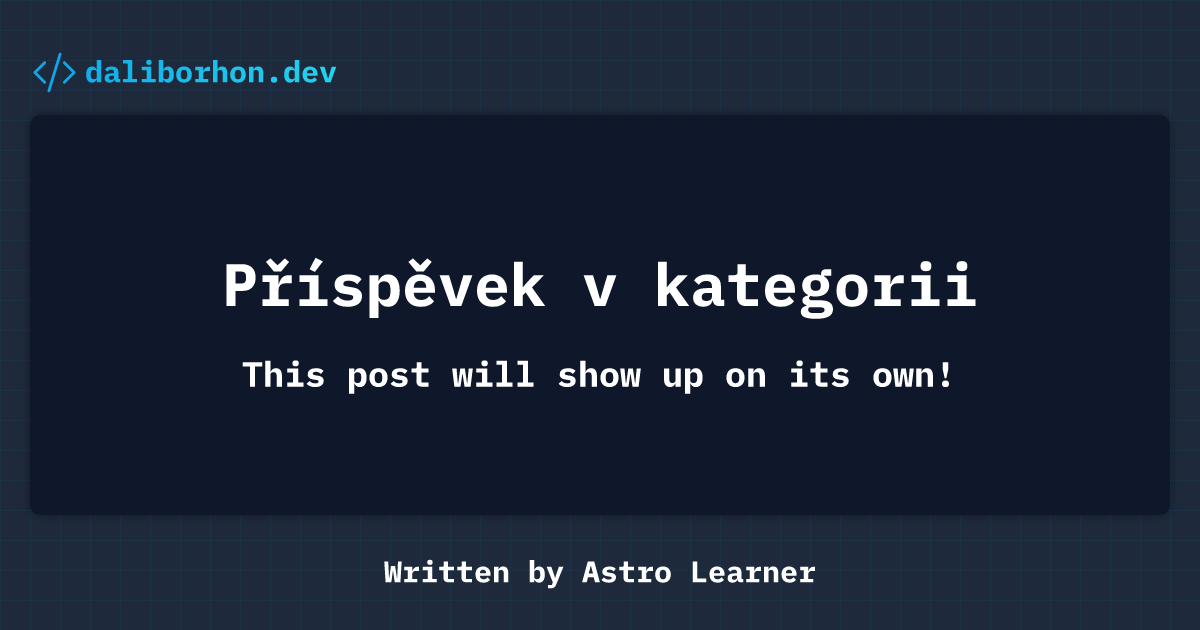 </> daliborhon.dev
Příspěvek v kategorii
This post will show up on its own!
Written by Astro Learner